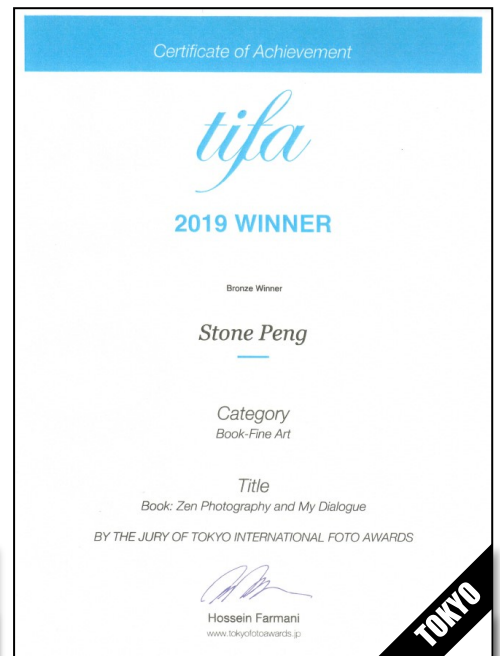 Certificate of Achievement
tifa
2019 WINNER
Bronze Winner
Stone Peng
Category
Book-Fine Art
Title
Book: Zen Photography and My Dialogue
BY THE JURY OF TOKYO INTERNATIONAL FOTO AWARDS
Hossein Farmani
www.tokyofotoawards.jp
TOKYO